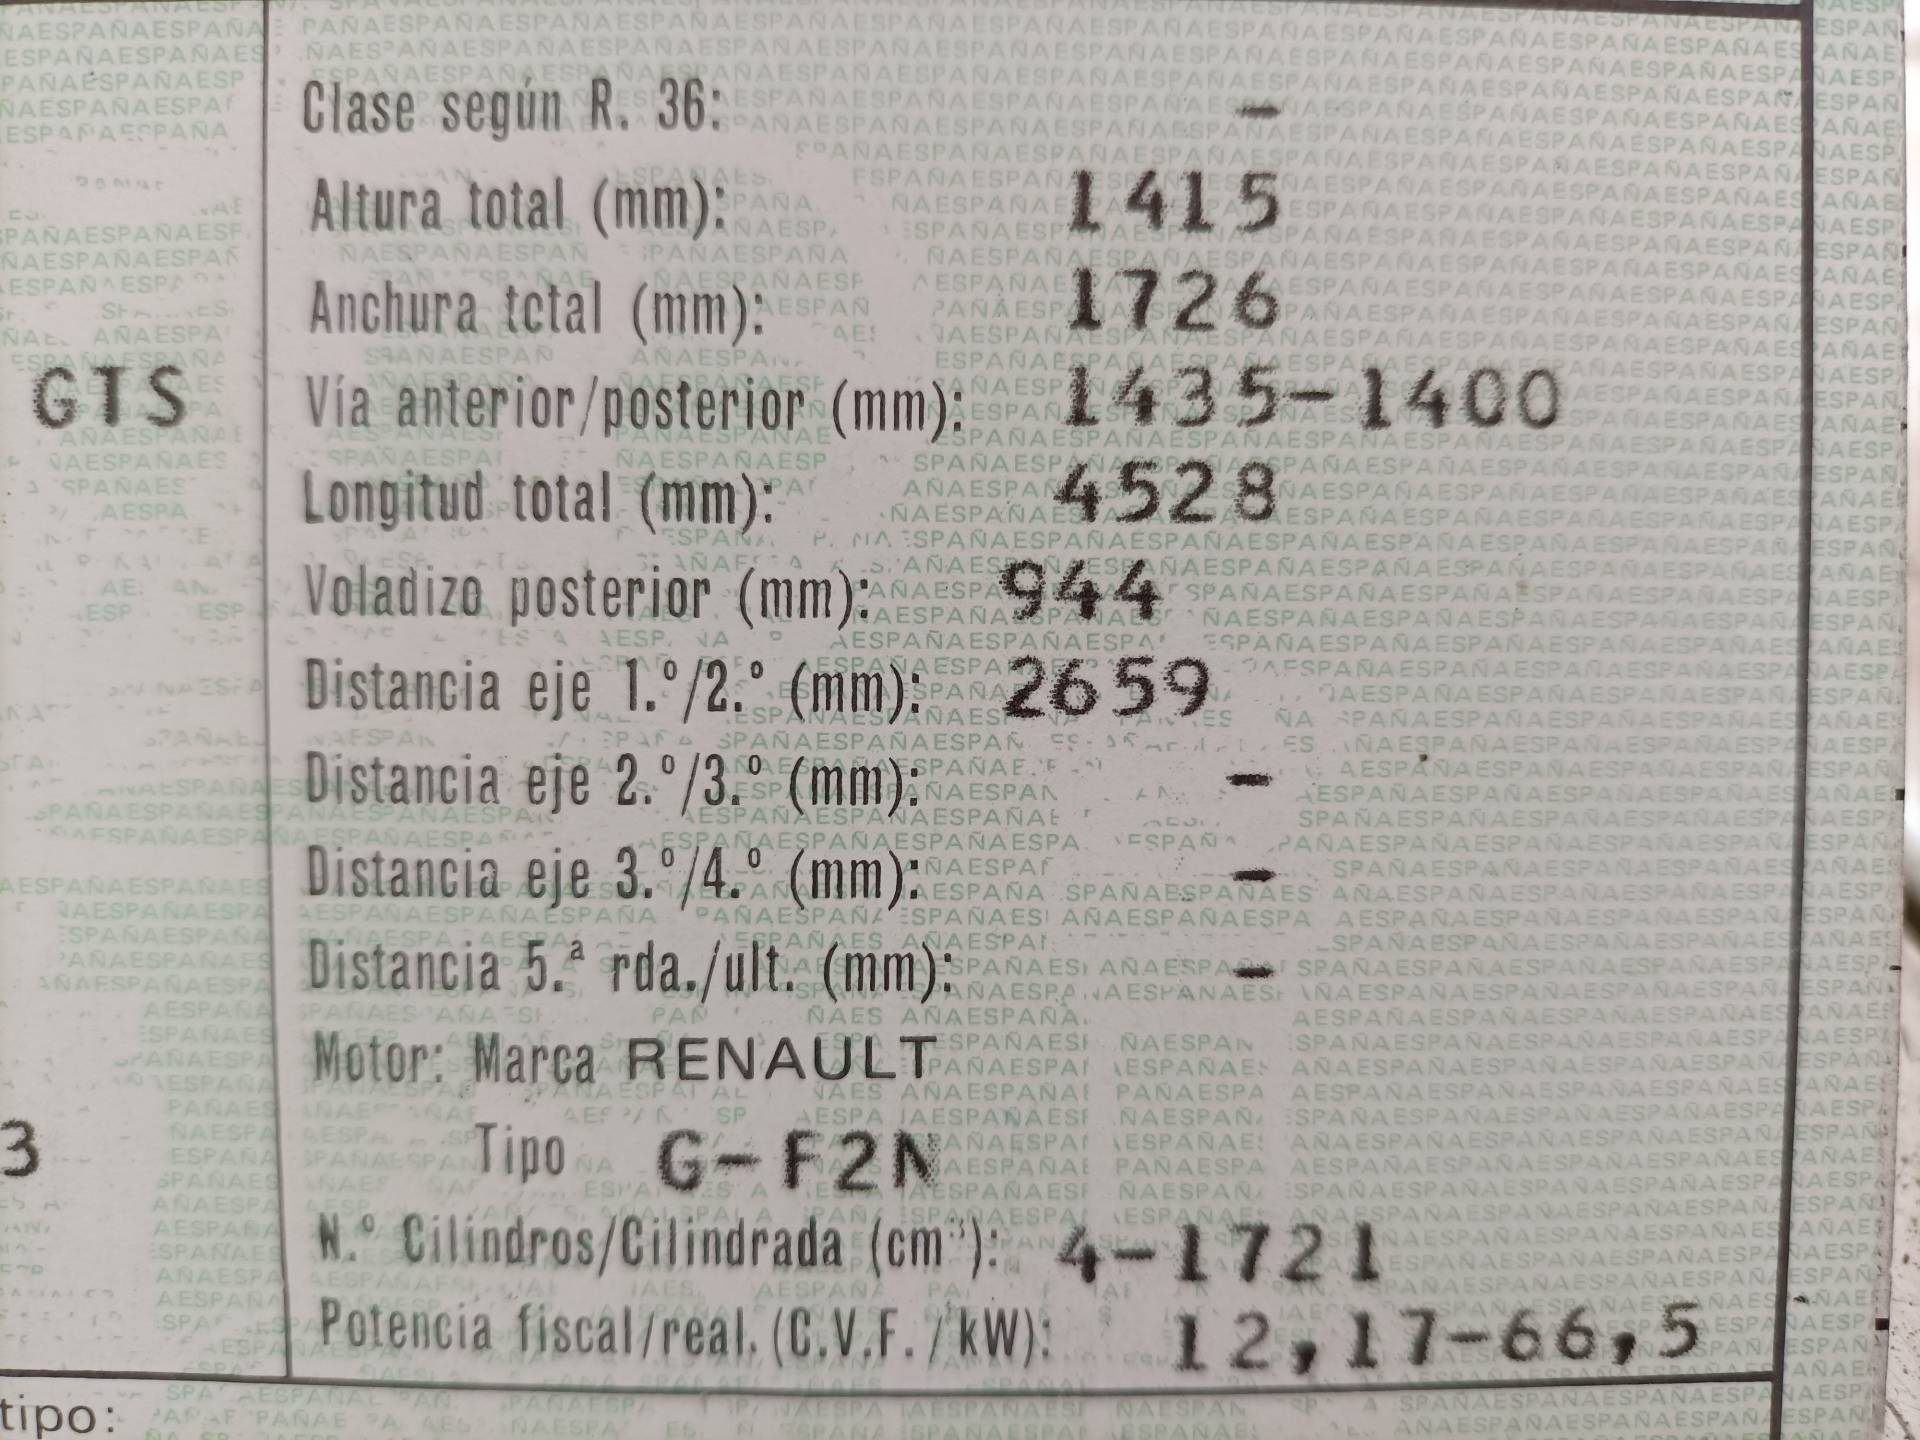 Clase según R. 36: -
Altura total (mm): 1415
Anchura total (mm): 1726
GTS
Vía anterior/posterior (mm): 1435-1400
Longitud total (mm): 4528
Voladizo posterior (mm): 944
Distancia eje 1.º/2.º (mm): 2659
Distancia eje 2.º/3.º (mm): -
Distancia eje 3.º/4.º (mm): -
Distancia 5.ª rda./ult. (mm): -
Motor: Marca RENAULT
3
Tipo G-F2N
N.º Cilindros/Cilindrada (cm³): 4-1721
Potencia fiscal/real. (C.V.F./kW): 12,17-66,5
tipo: